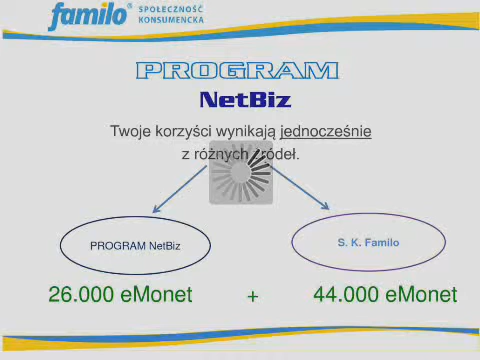 familo® SPOŁECZNOŚĆ
KONSUMENCKA
PROGRAM
NetBiz
Twoje korzyści wynikają jednocześnie
z różnych źródeł.
PROGRAM NetBiz
S. K. Familo
26.000 eMonet + 44.000 eMonet